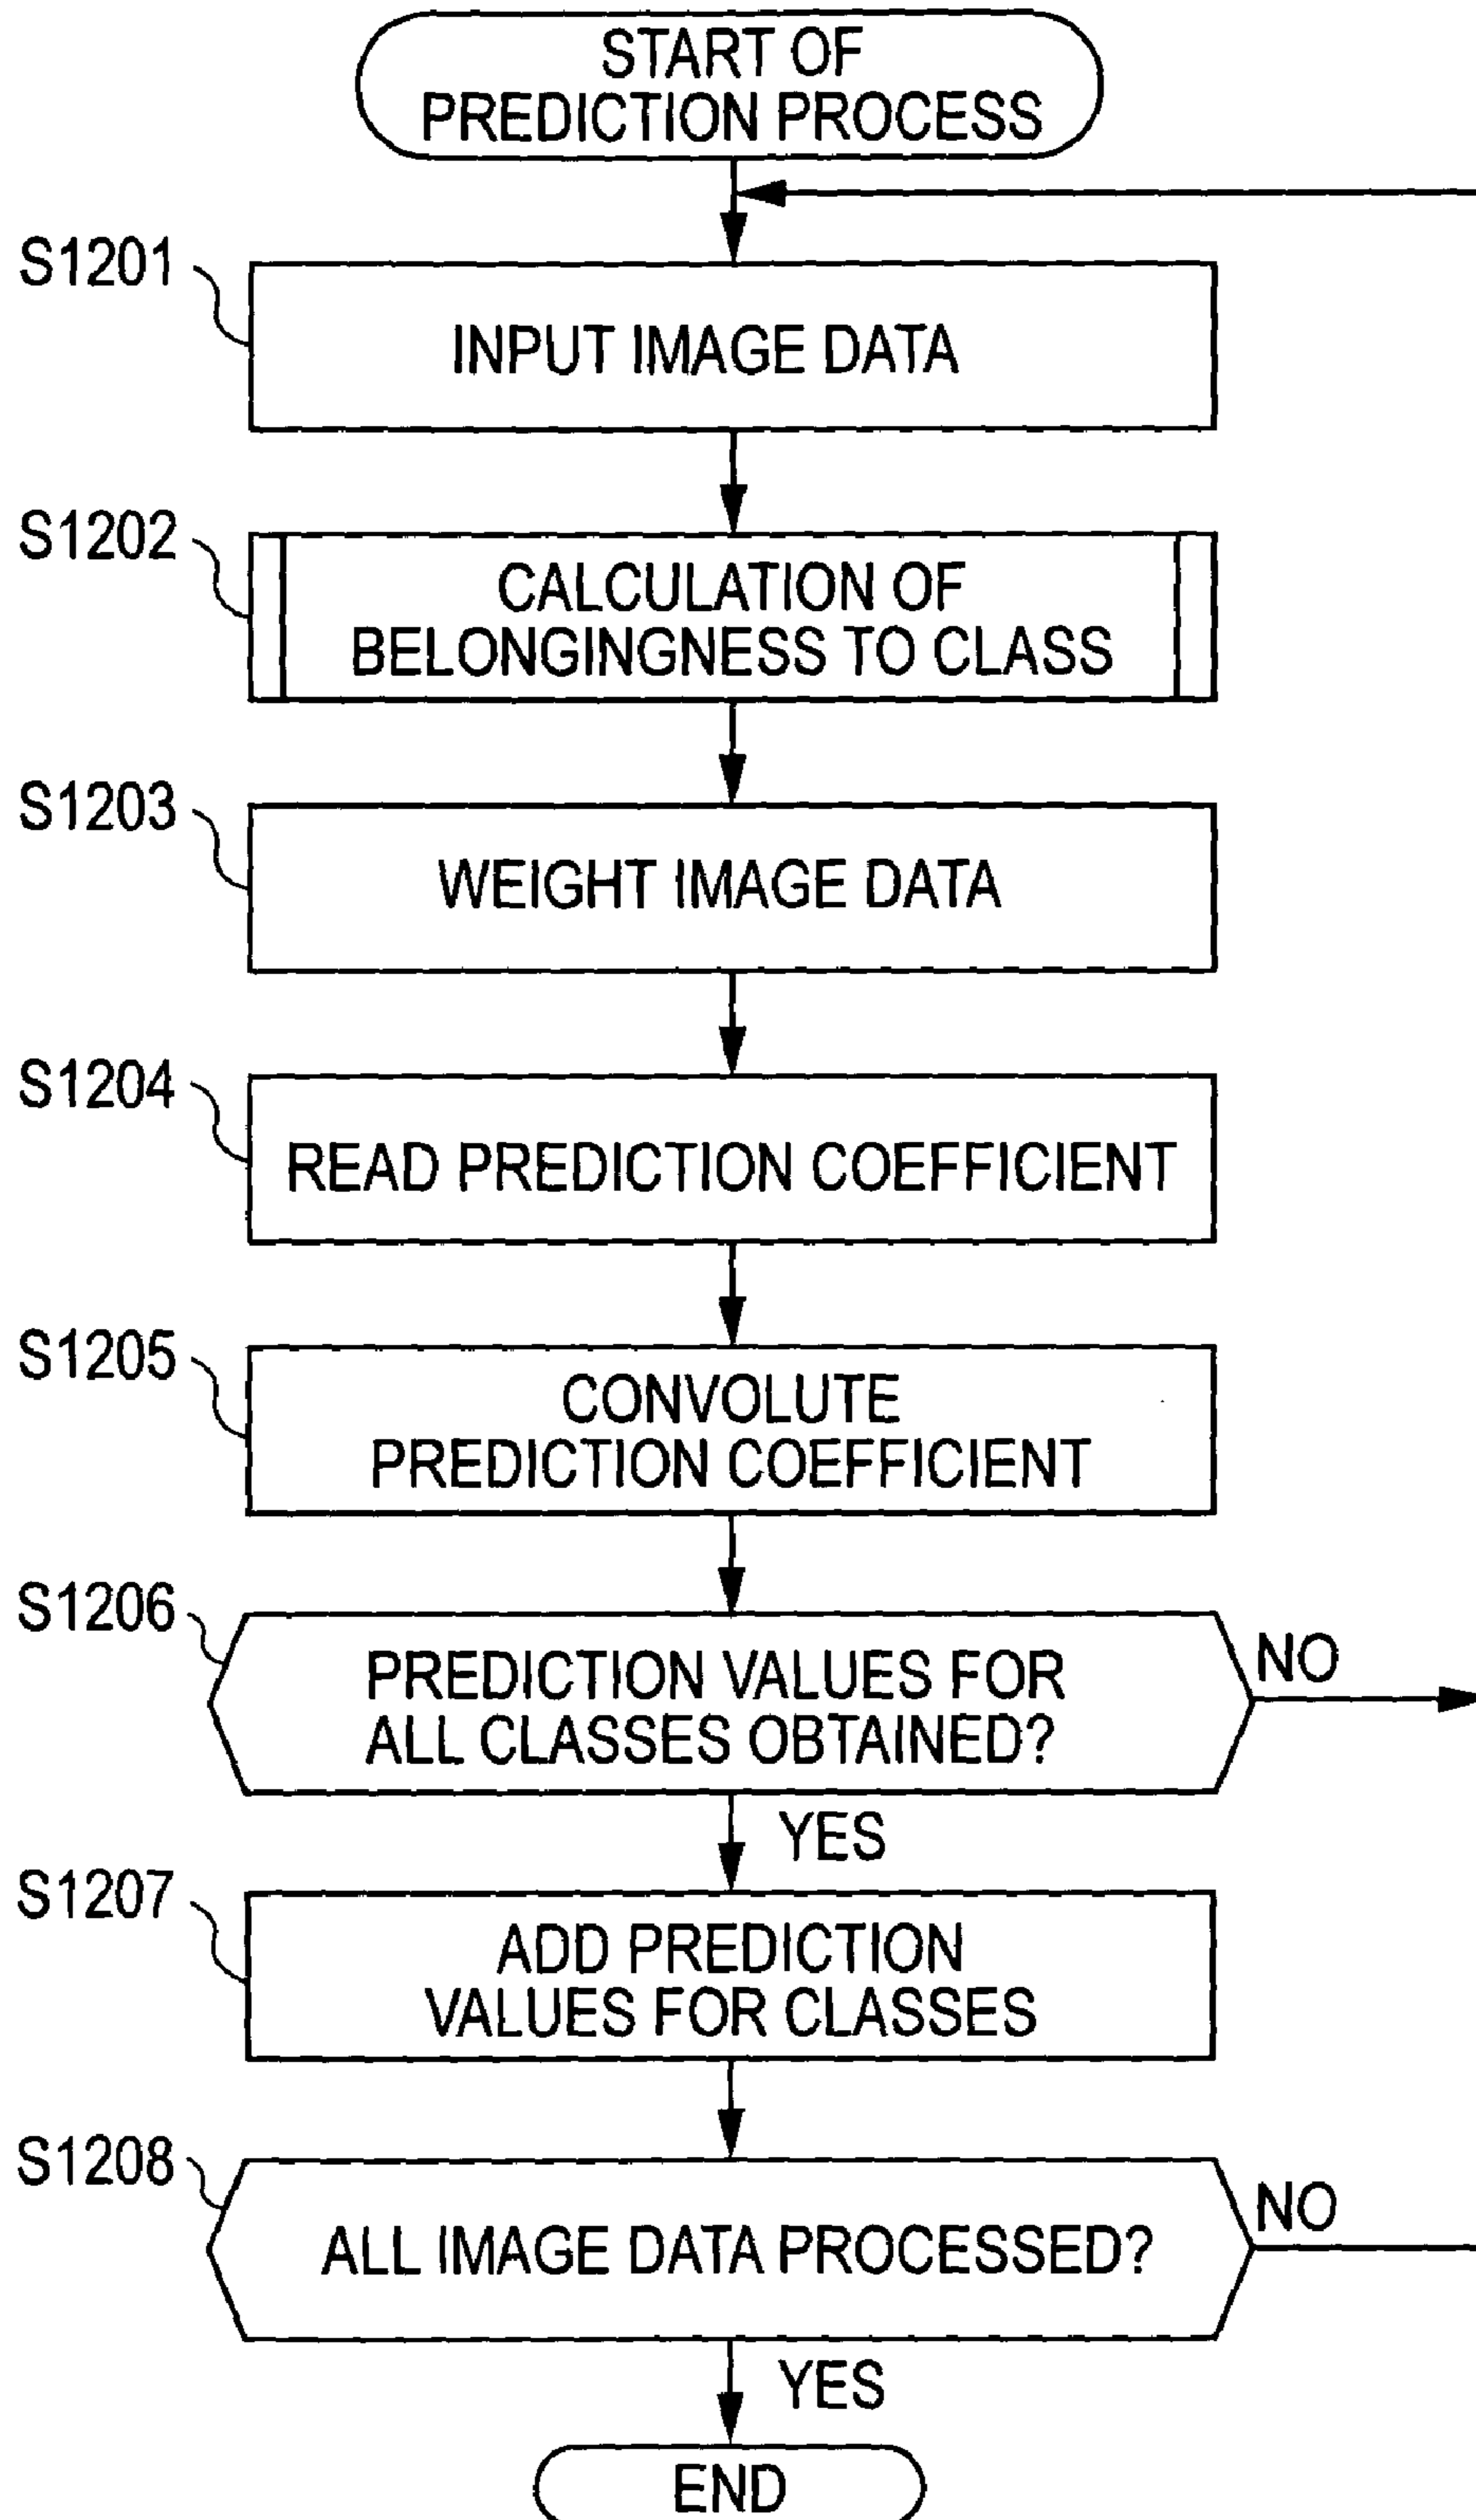 START OF
PREDICTION PROCESS
S1201
INPUT IMAGE DATA
S1202
CALCULATION OF
BELONGINGNESS TO CLASS
S1203
WEIGHT IMAGE DATA
S1204
READ PREDICTION COEFFICIENT
S1205
CONVOLUTE
PREDICTION COEFFICIENT
S1206
PREDICTION VALUES FOR
ALL CLASSES OBTAINED?
NO
YES
S1207
ADD PREDICTION
VALUES FOR CLASSES
S1208
ALL IMAGE DATA PROCESSED?
NO
YES
END